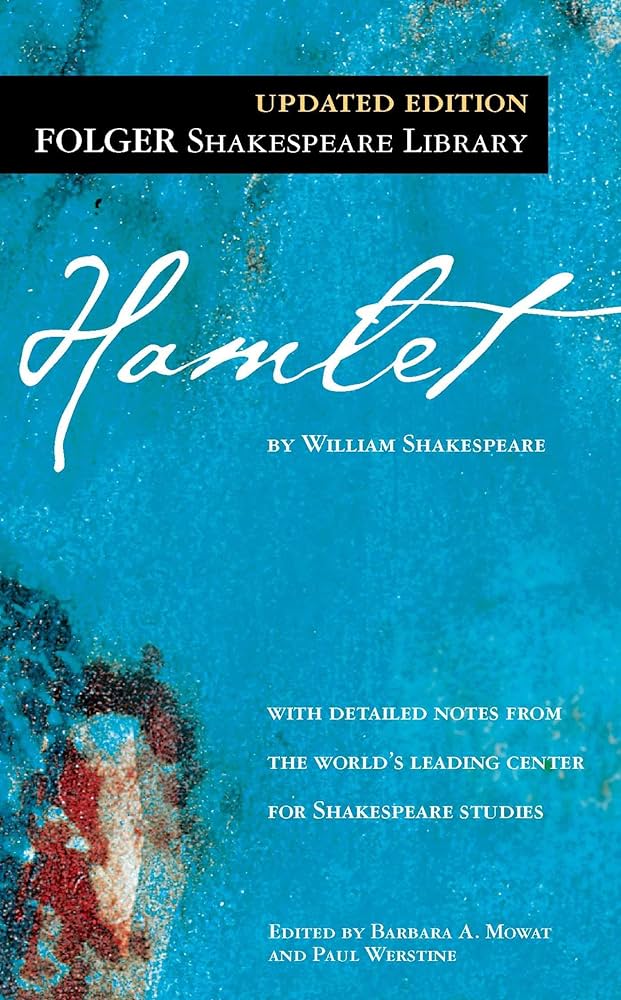 UPDATED EDITION
FOLGER SHAKESPEARE LIBRARY
Hamlet
BY WILLIAM SHAKESPEARE
WITH DETAILED NOTES FROM
THE WORLD'S LEADING CENTER
FOR SHAKESPEARE STUDIES
EDITED BY BARBARA A. MOWAT
AND PAUL WERSTINE